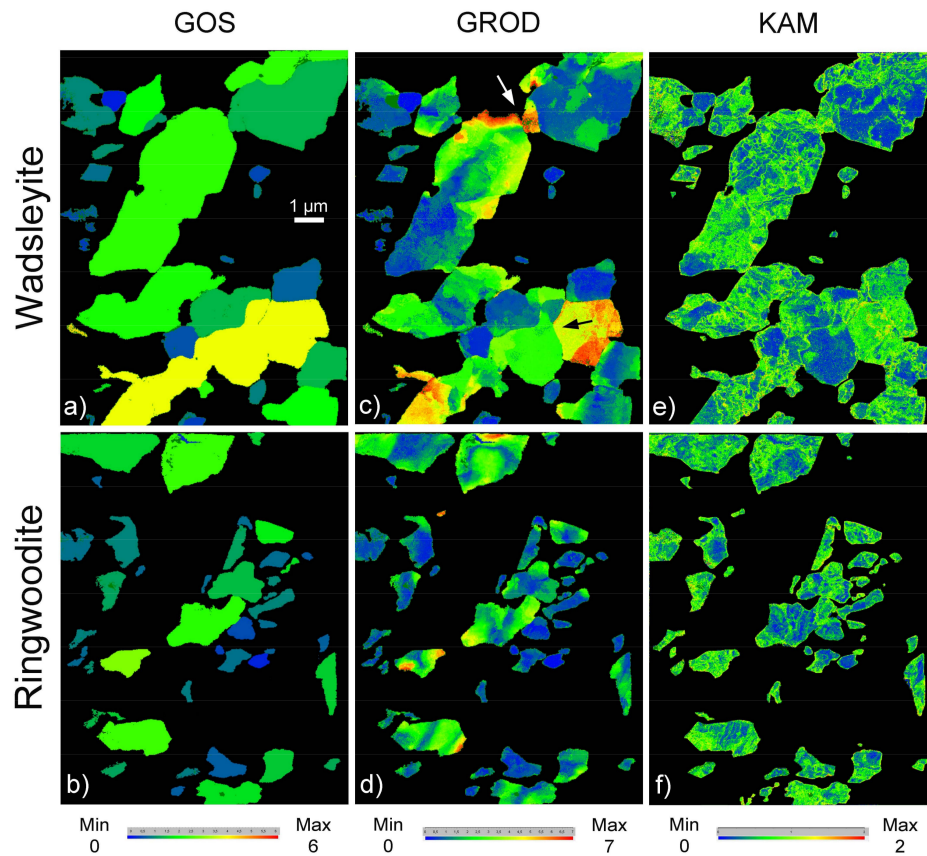 GOS GROD KAM
Wadsleyite
1 µm
a) c) e)
Ringwoodite
b) d) f)
Min Max Min Max Min Max
0 6 0 7 0 2